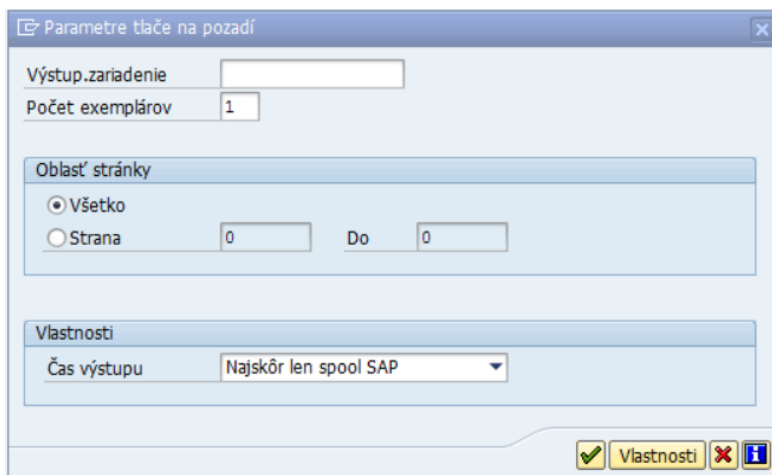 Parametre tlače na pozadí
Výstup.zariadenie
Počet exemplárov 1
Oblasť stránky
Všetko
Strana 0 Do 0
Vlastnosti
Čas výstupu Najskôr len spool SAP
Vlastnosti